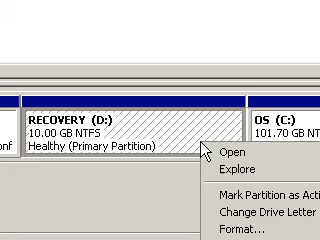 RECOVERY (D:)
10.00 GB NTFS
Healthy (Primary Partition)
OS (C:)
101.70 GB N
onf
Open
Explore
Mark Partition as Acti
Change Drive Letter
Format...